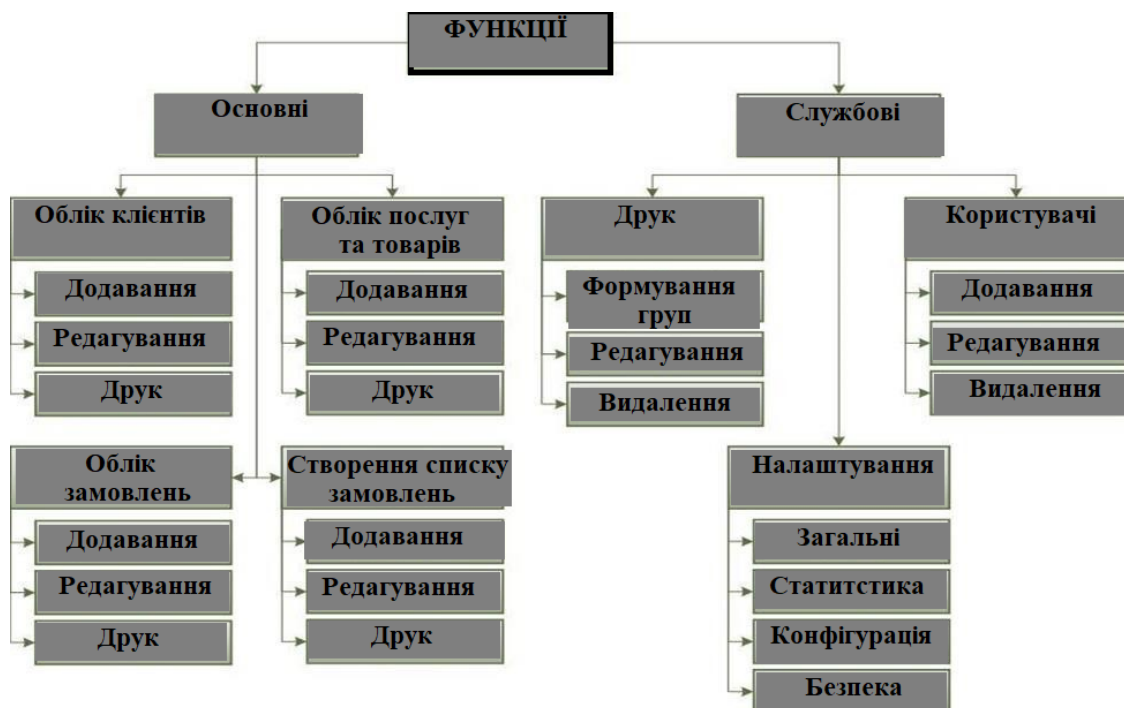 ФУНКЦІЇ
Основні
Службові
Облік клієнтів
Додавання
Редагування
Друк
Облік послуг
та товарів
Додавання
Редагування
Друк
Облік
замовлень
Додавання
Редагування
Друк
Створення списку
замовлень
Додавання
Редагування
Друк
Друк
Формування
груп
Редагування
Видалення
Користувачі
Додавання
Редагування
Видалення
Налаштування
Загальні
Статитстика
Конфігурація
Безпека